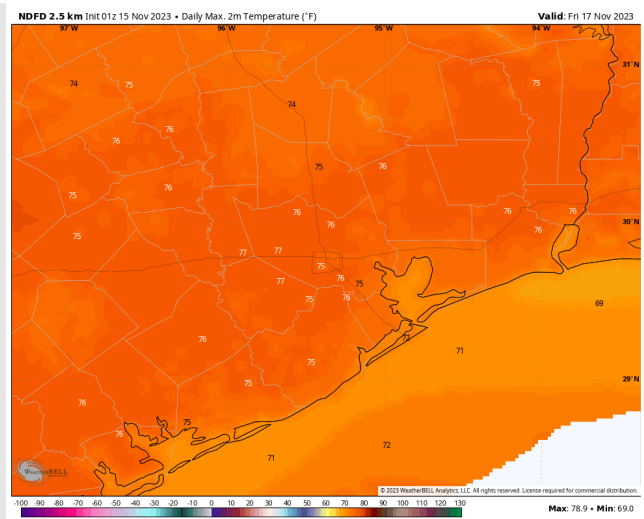 NDFD 2.5 km Init 01z 15 Nov 2023 • Daily Max. 2m Temperature (°F) Valid: Fri 17 Nov 2023
97°W 96°W 95°W 94°W
31°N
74 75 75
74
76
76
75 76
75 76
76 76 76
76
75
77 77
75
77 76 75
75 76
69
72
76
71
75
75
76
75
76
72
71
30°N
29°N
WEATHERBELL
© 2023 WeatherBELL Analytics, LLC. All rights reserved. License required for commercial distribution.
-100 -90 -80 -70 -60 -50 -40 -30 -20 -10 0 10 20 30 40 50 60 70 80 90 100 110 120 130
Max: 78.9 • Min: 69.0